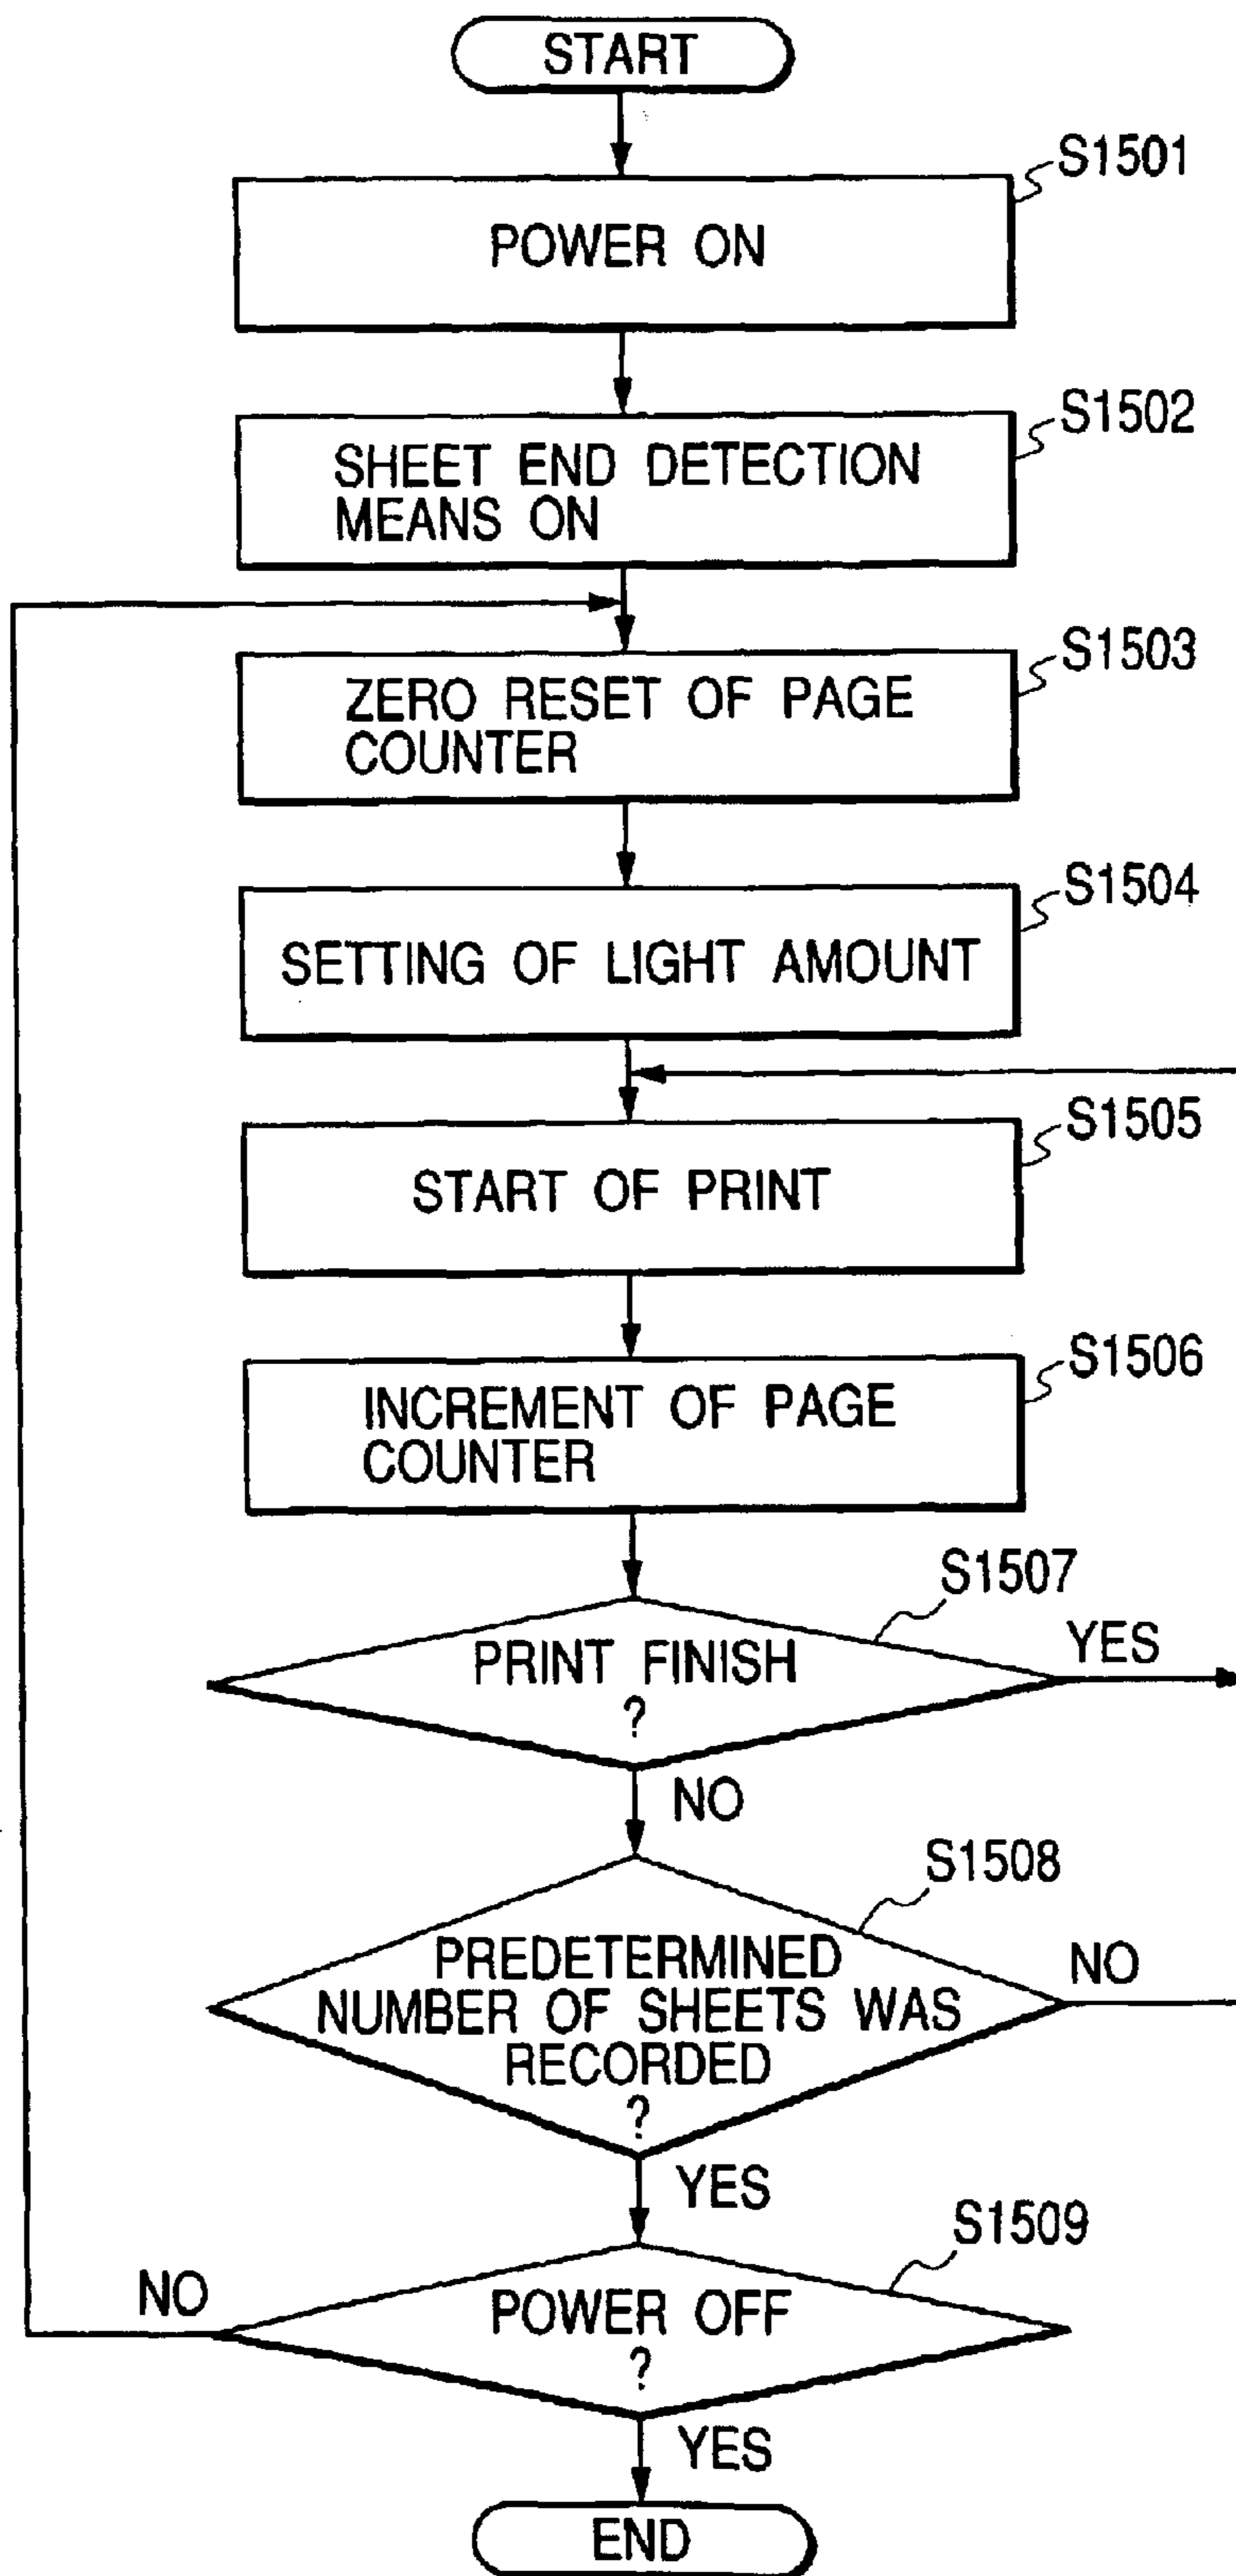 START
S1501
POWER ON
S1502
SHEET END DETECTION
MEANS ON
S1503
ZERO RESET OF PAGE
COUNTER
S1504
SETTING OF LIGHT AMOUNT
S1505
START OF PRINT
S1506
INCREMENT OF PAGE
COUNTER
S1507
PRINT FINISH
?
YES
NO
S1508
PREDETERMINED
NUMBER OF SHEETS WAS
RECORDED
?
NO
YES
S1509
POWER OFF
?
NO
YES
END